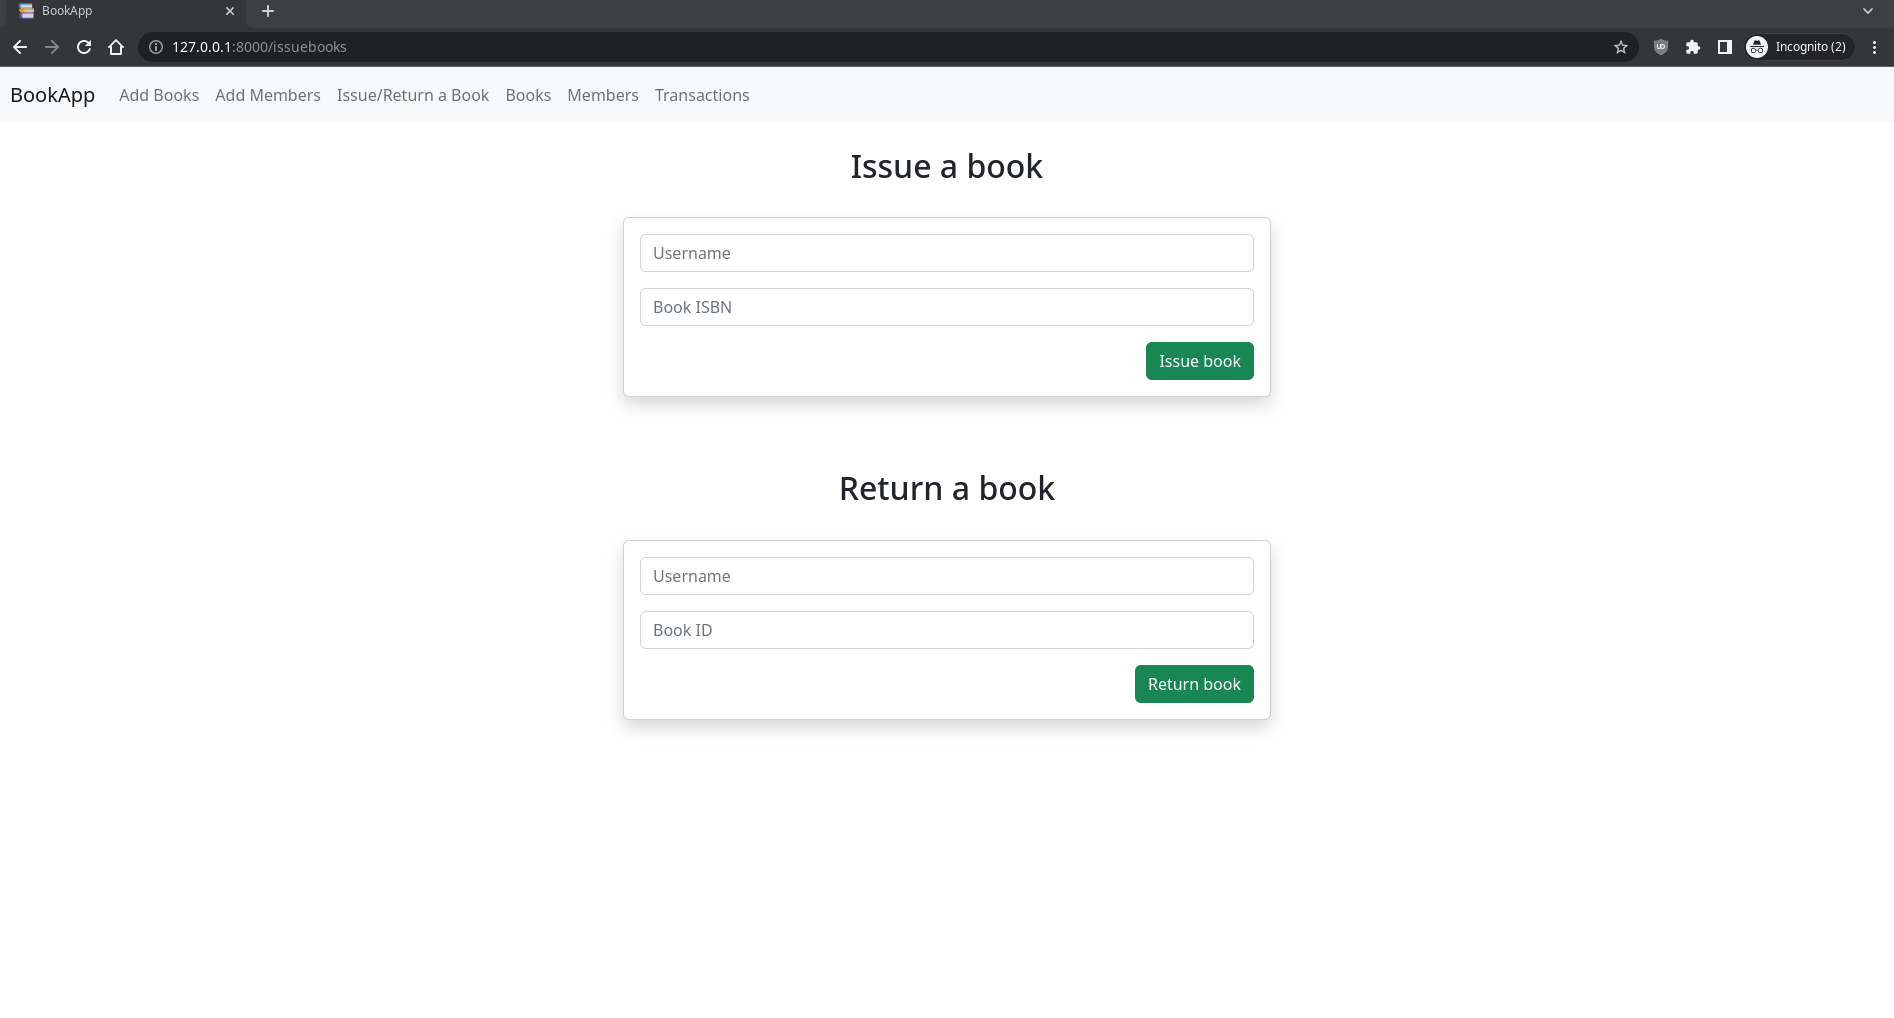 BookApp
127.0.0.1:8000/issuebooks
Incognito (2)
BookApp Add Books Add Members Issue/Return a Book Books Members Transactions
Issue a book
Username
Book ISBN
Issue book
Return a book
Username
Book ID
Return book